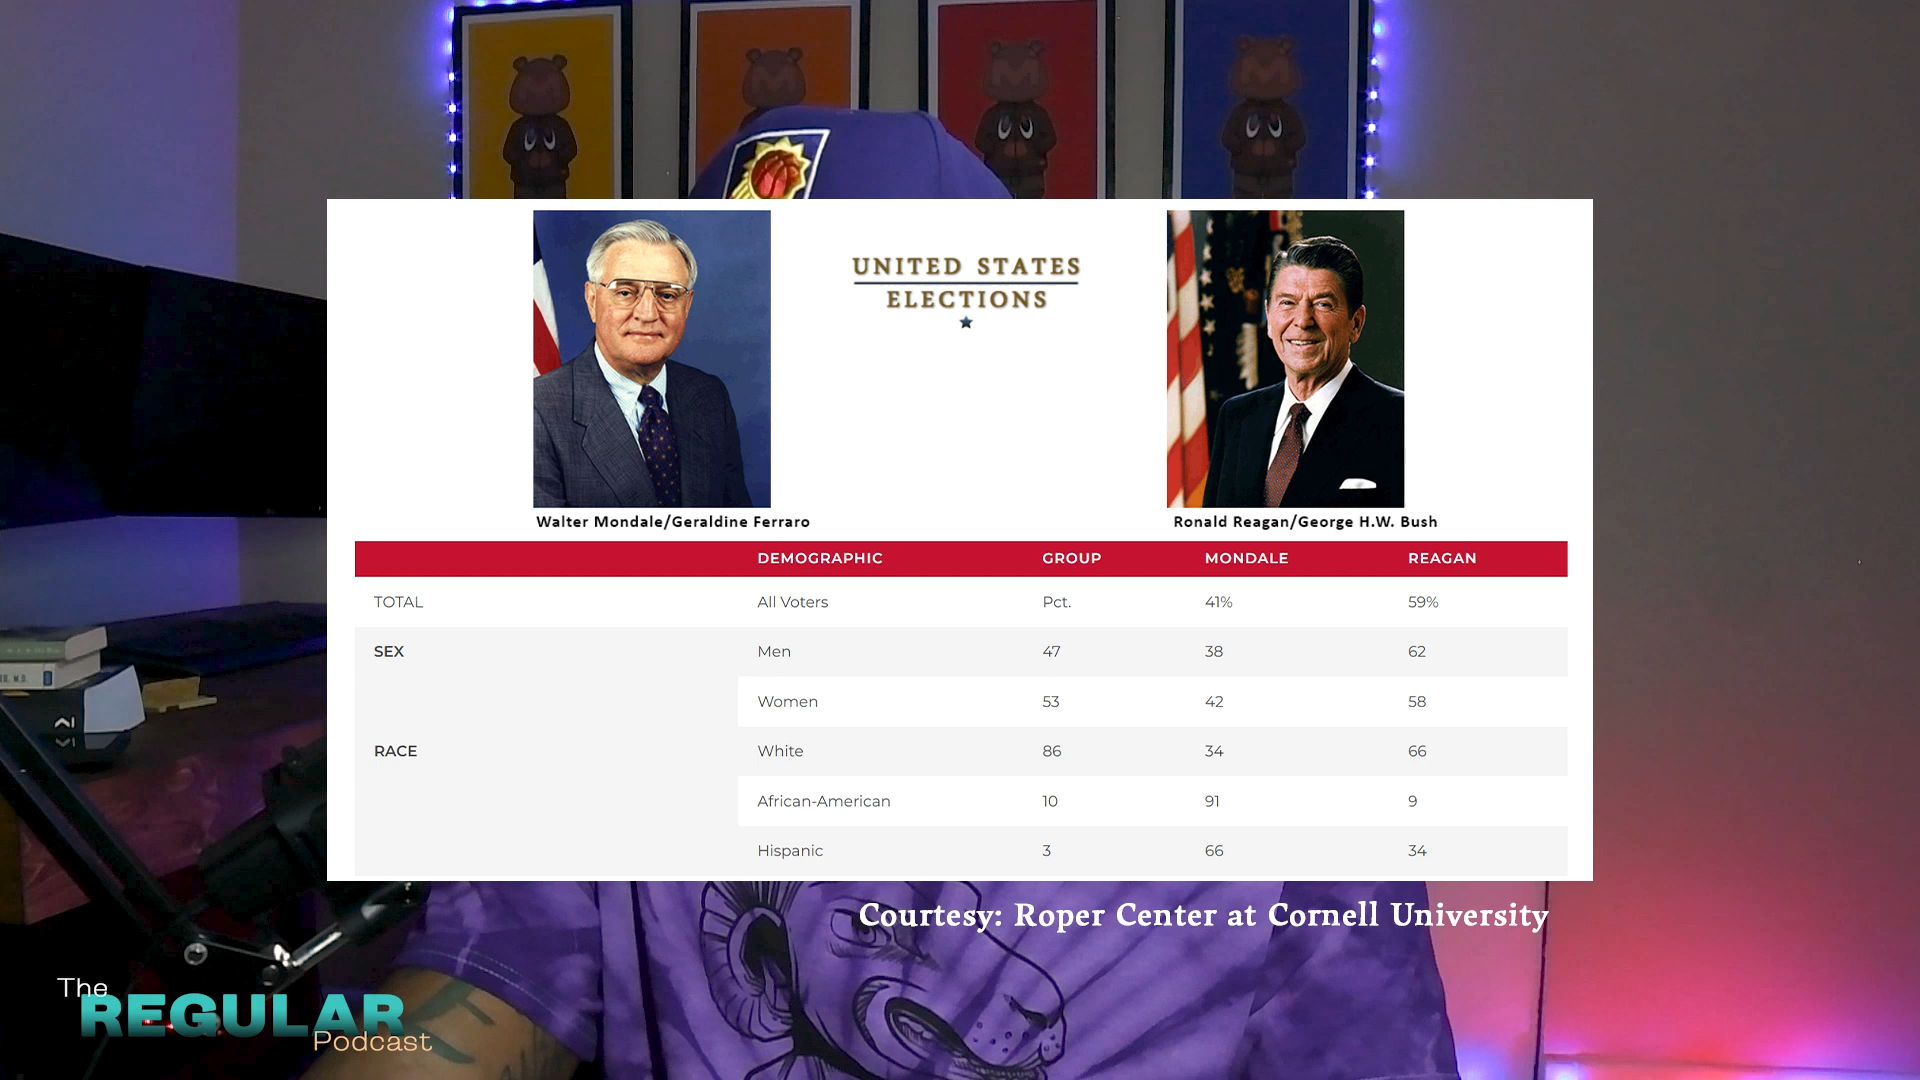 UNITED STATES
ELECTIONS
Walter Mondale/Geraldine Ferraro
Ronald Reagan/George H.W. Bush
DEMOGRAPHIC GROUP MONDALE REAGAN
TOTAL All Voters Pct. 41% 59%
SEX Men 47 38 62
Women 53 42 58
RACE White 86 34 66
African-American 10 91 9
Hispanic 3 66 34
Courtesy: Roper Center at Cornell University
The
REGULAR
Podcast